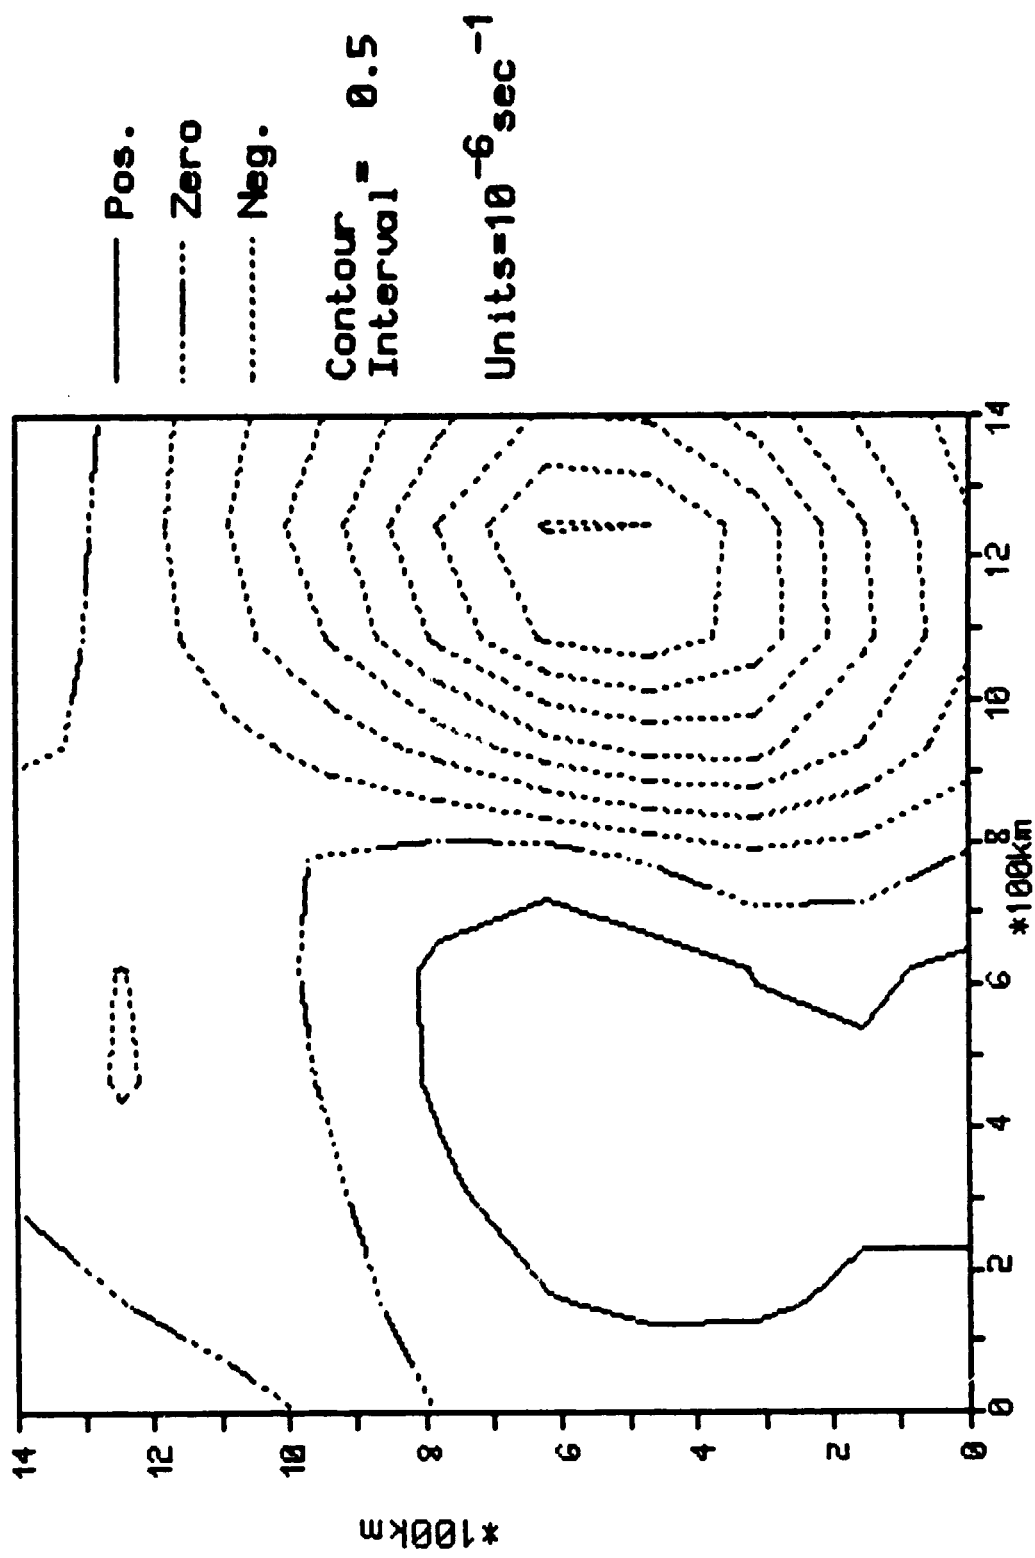 Pos.
Zero
Neg.
Contour
Interval = 0.5
Units=10-6sec-1
14
12
10
8
6
4
2
0
*100km
0
2
4
6
8
10
12
14
*100km